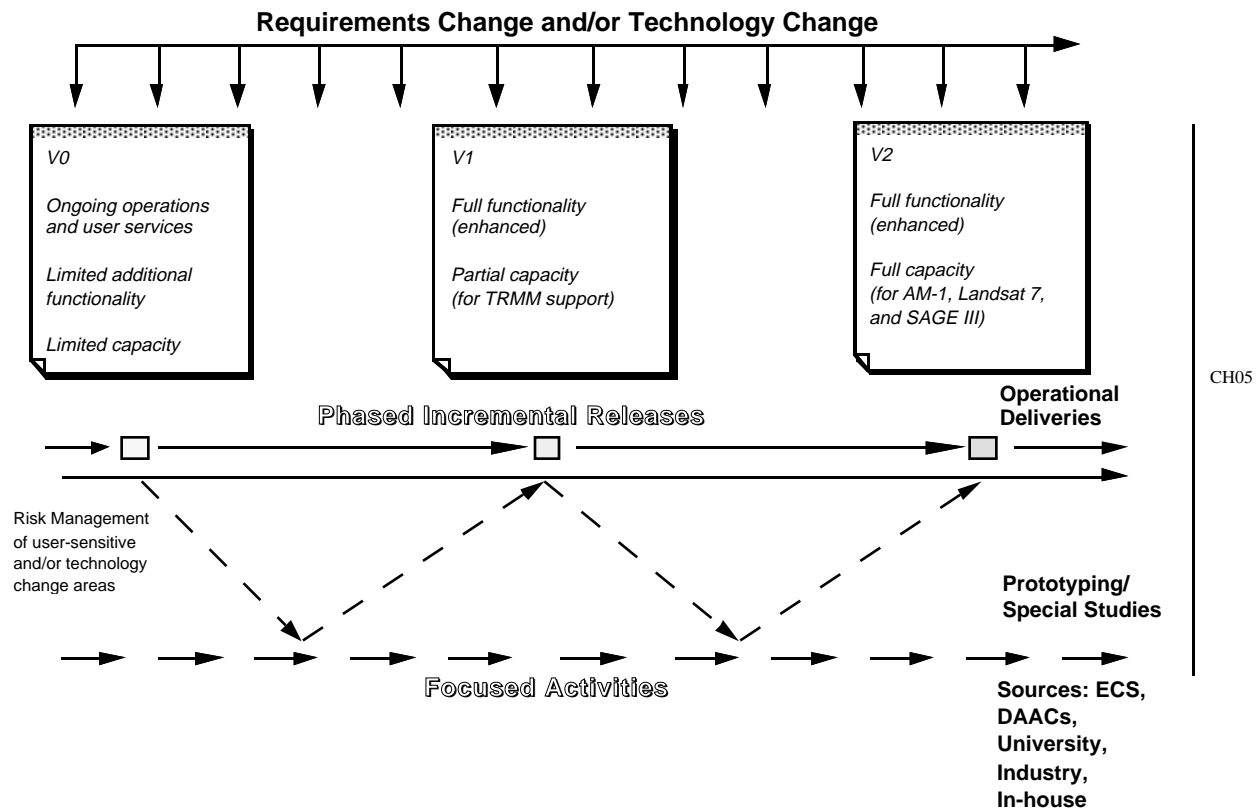 Requirements Change and/or Technology Change
V0
Ongoing operations
and user services
Limited additional
functionality
Limited capacity
V1
Full functionality
(enhanced)
Partial capacity
(for TRMM support)
V2
Full functionality
(enhanced)
Full capacity
(for AM-1, Landsat 7,
and SAGE III)
CH05
Phased Incremental Releases
Operational
Deliveries
Risk Management
of user-sensitive
and/or technology
change areas
Prototyping/
Special Studies
Focused Activities
Sources: ECS,
DAACs,
University,
Industry,
In-house